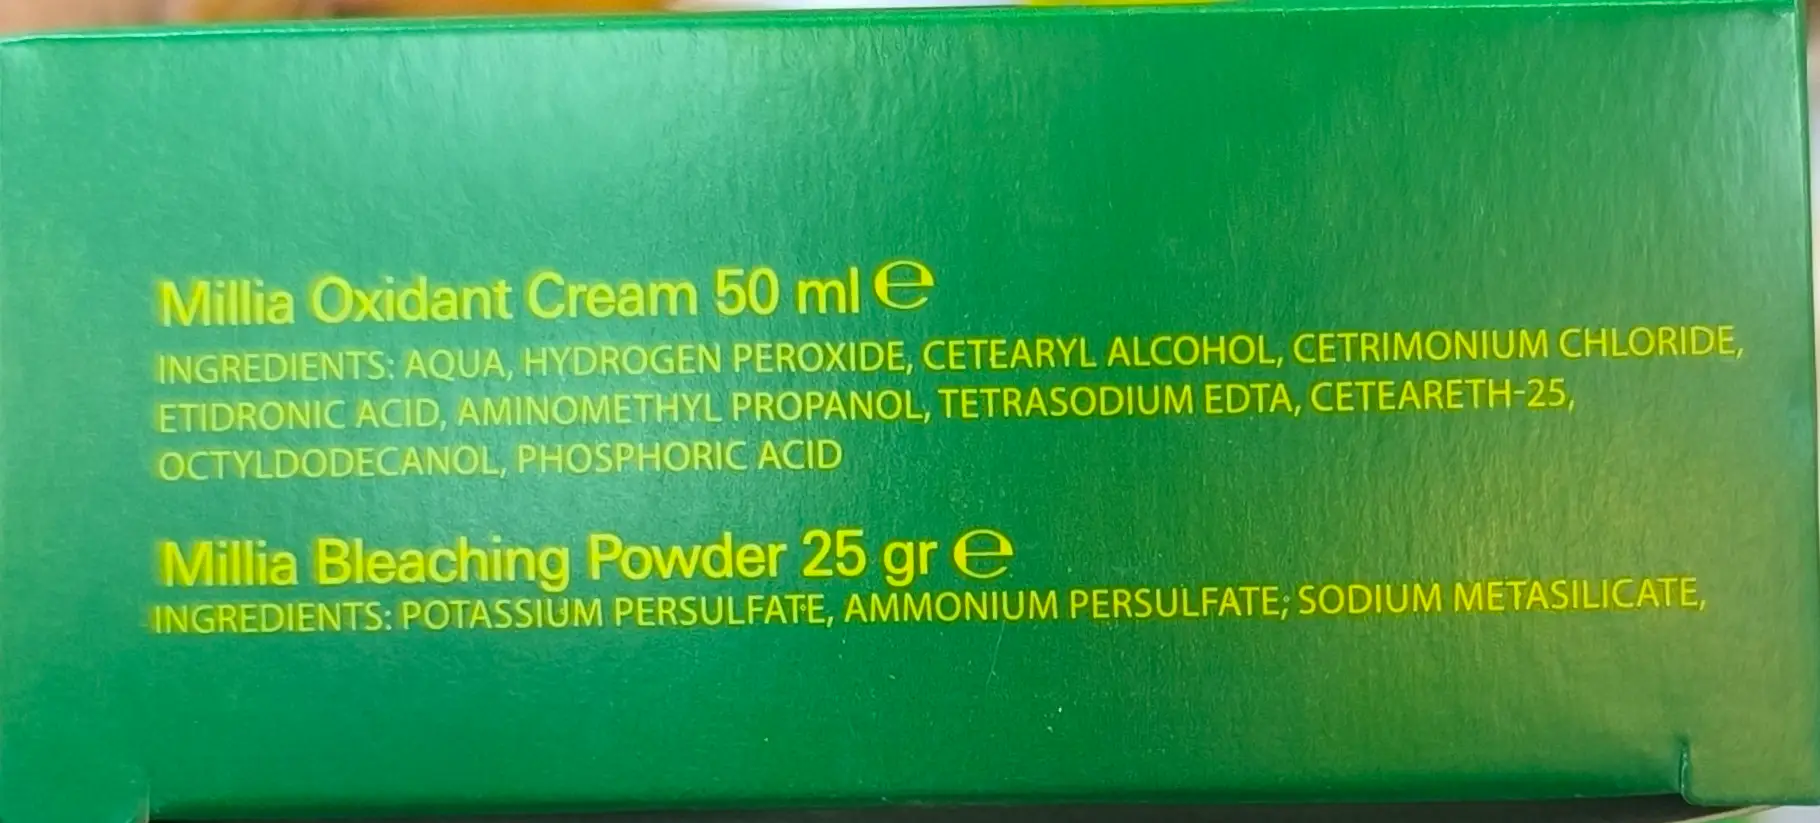 Millia Oxidant Cream 50 ml ℮
INGREDIENTS: AQUA, HYDROGEN PEROXIDE, CETEARYL ALCOHOL, CETRIMONIUM CHLORIDE,
ETIDRONIC ACID, AMINOMETHYL PROPANOL, TETRASODIUM EDTA, CETEARETH-25,
OCTYLDODECANOL, PHOSPHORIC ACID
Millia Bleaching Powder 25 gr ℮
INGREDIENTS: POTASSIUM PERSULFATE, AMMONIUM PERSULFATE; SODIUM METASILICATE,